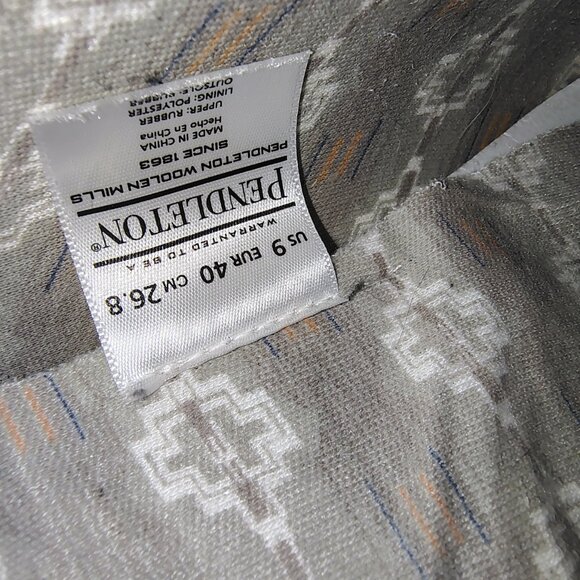 US 9 EUR 40 CM 26.8
WARRANTED TO BE A
PENDLETON®
PENDLETON WOOLEN MILLS
SINCE 1863
MADE IN CHINA
Hecho En China
UPPER: RUBBER
LINING: POLYESTER
OUTSOLE: RUBBER